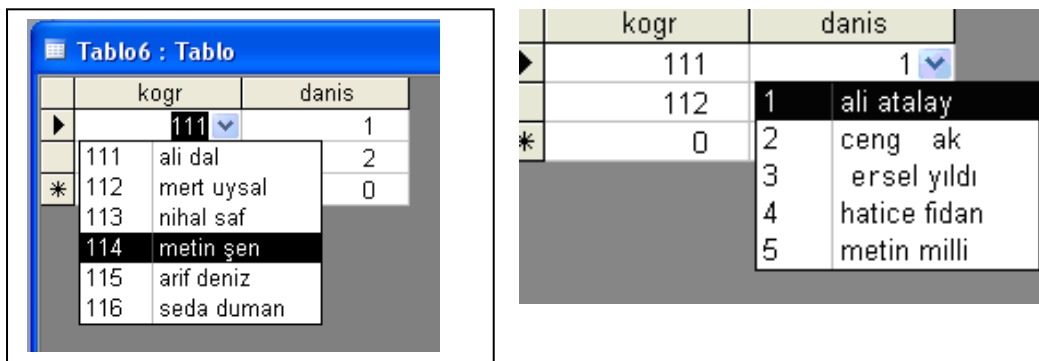 Tablo6 : Tablo
kogr danis
111 1
111 ali dal 2
112 mert uysal 0
113 nihal saf
114 metin şen
115 arif deniz
116 seda duman
kogr danis
111 1
112 1 ali atalay
0 2 ceng ak
3 ersel yıldı
4 hatice fidan
5 metin milli